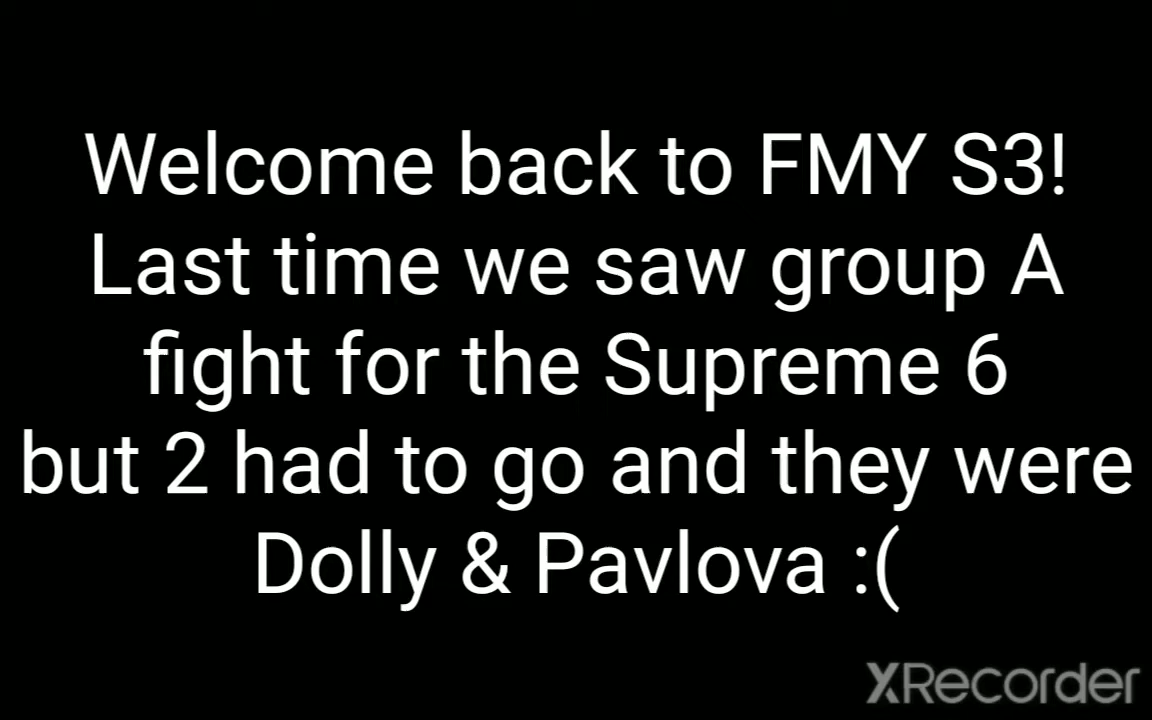 Welcome back to FMY S3!
Last time we saw group A
fight for the Supreme 6
but 2 had to go and they were
Dolly & Pavlova :(
XRecorder